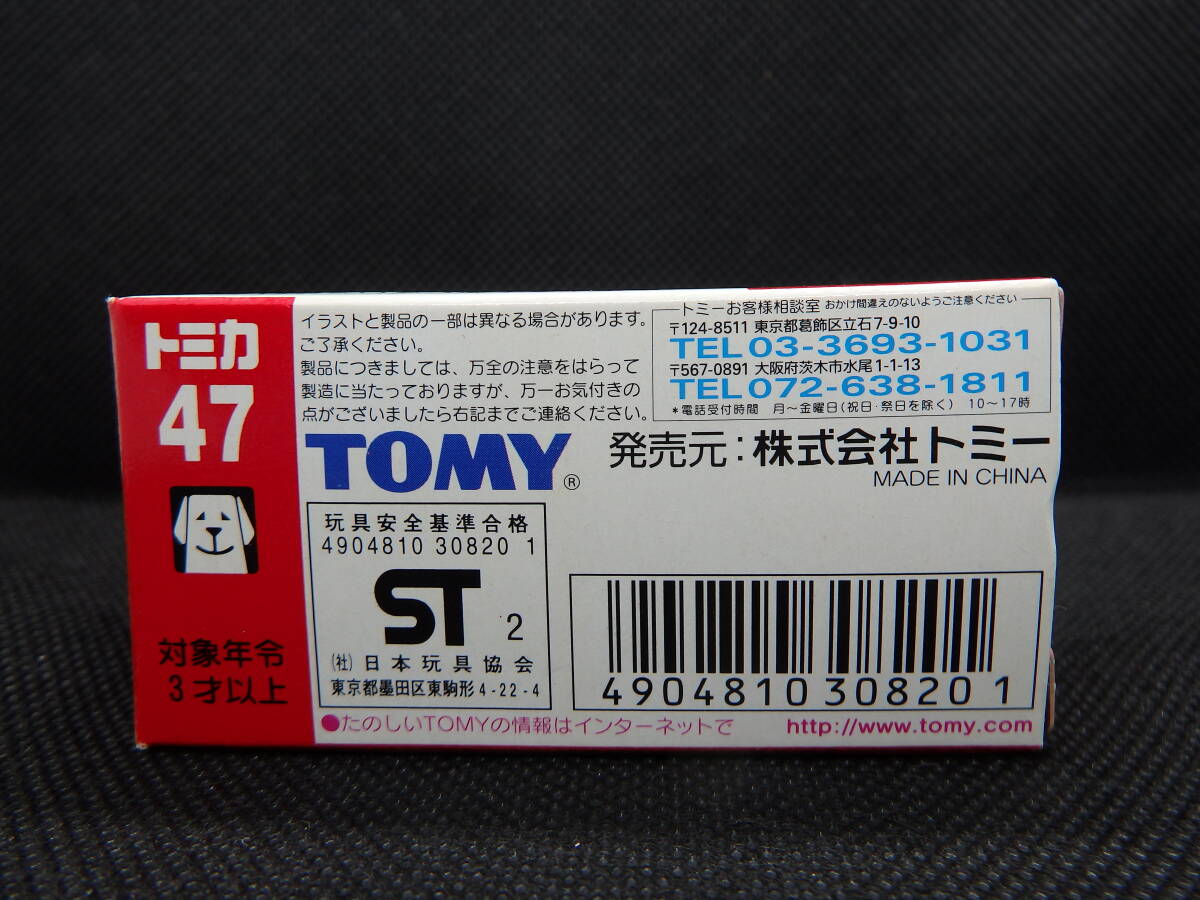 トミカ
47
対象年令
3才以上
イラストと製品の一部は異なる場合があります。
ご了承ください。
製品につきましては、万全の注意をはらって
製造に当たっておりますが、万一お気付きの
点がございましたら右記までご連絡ください。
トミーお客様相談室 おかけ間違えのないようご注意ください
〒124-8511 東京都葛飾区立石7-9-10
TEL 03-3693-1031
〒567-0891 大阪府茨木市水尾1-1-13
TEL 072-638-1811
*電話受付時間 月~金曜日(祝日・祭日を除く) 10~17時
TOMY®
発売元:株式会社トミー
MADE IN CHINA
玩具安全基準合格
4904810 30820 1
ST 2
(社)日本玩具協会
東京都墨田区東駒形4-22-4
4904810308201
●たのしいTOMYの情報はインターネットで http://www.tomy.com